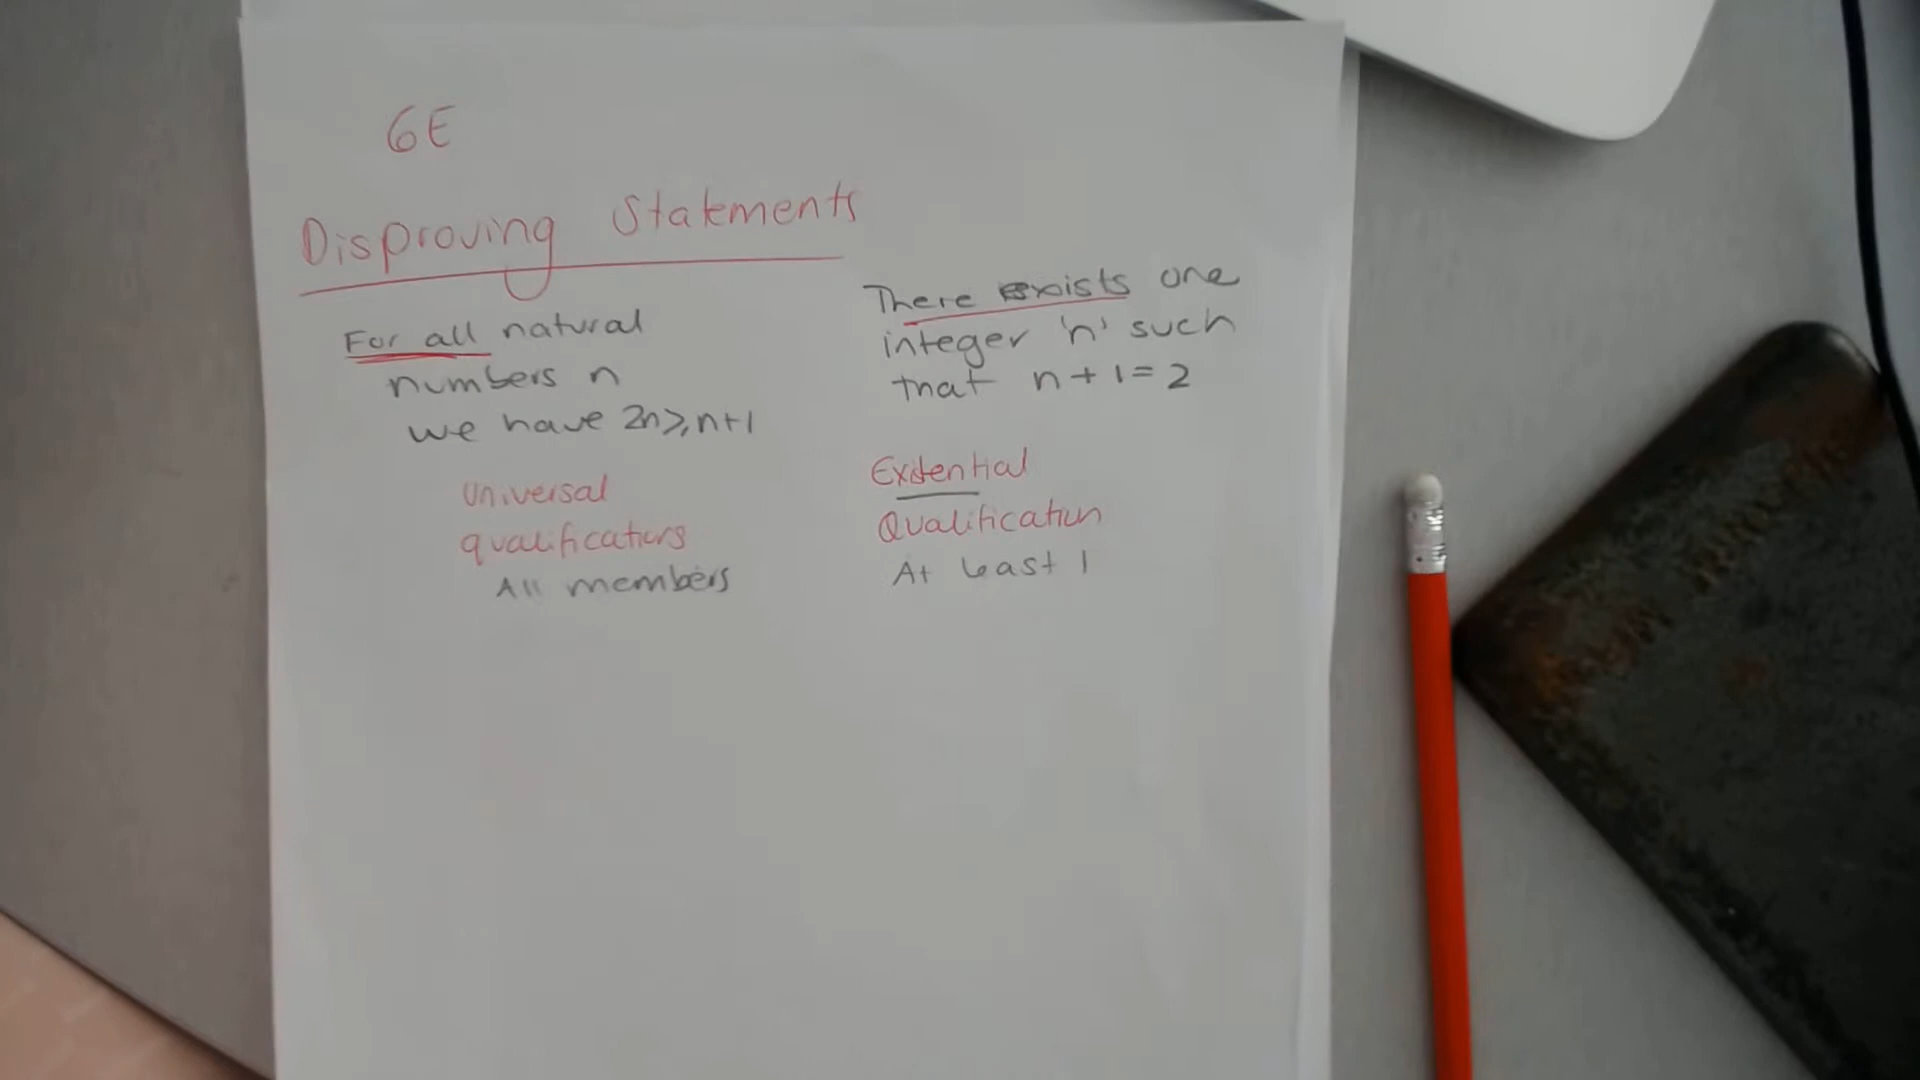 6E
Disproving Statements
For all natural
numbers n
we have 2n⩾n+1
Universal
qualifications
All members
There exists one
integer 'n' such
that n+1=2
Existential
Qualification
At least 1